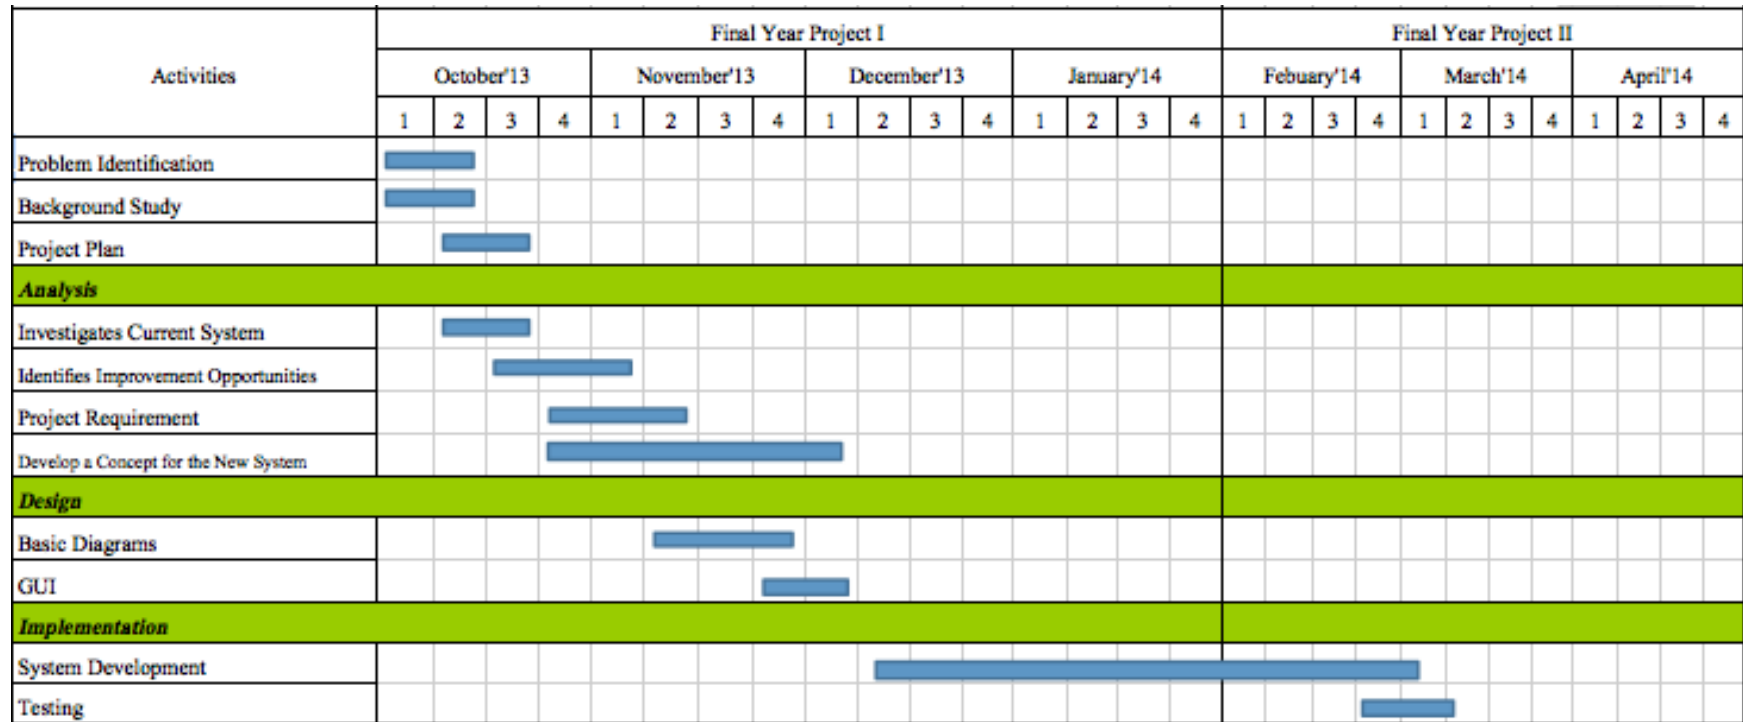 Final Year Project I Final Year Project II
Activities October'13 November'13 December'13 January'14 Febuary'14 March'14 April'14
1 2 3 4 1 2 3 4 1 2 3 4 1 2 3 4 1 2 3 4 1 2 3 4 1 2 3 4
Problem Identification
Background Study
Project Plan
Analysis
Investigates Current System
Identifies Improvement Opportunities
Project Requirement
Develop a Concept for the New System
Design
Basic Diagrams
GUI
Implementation
System Development
Testing